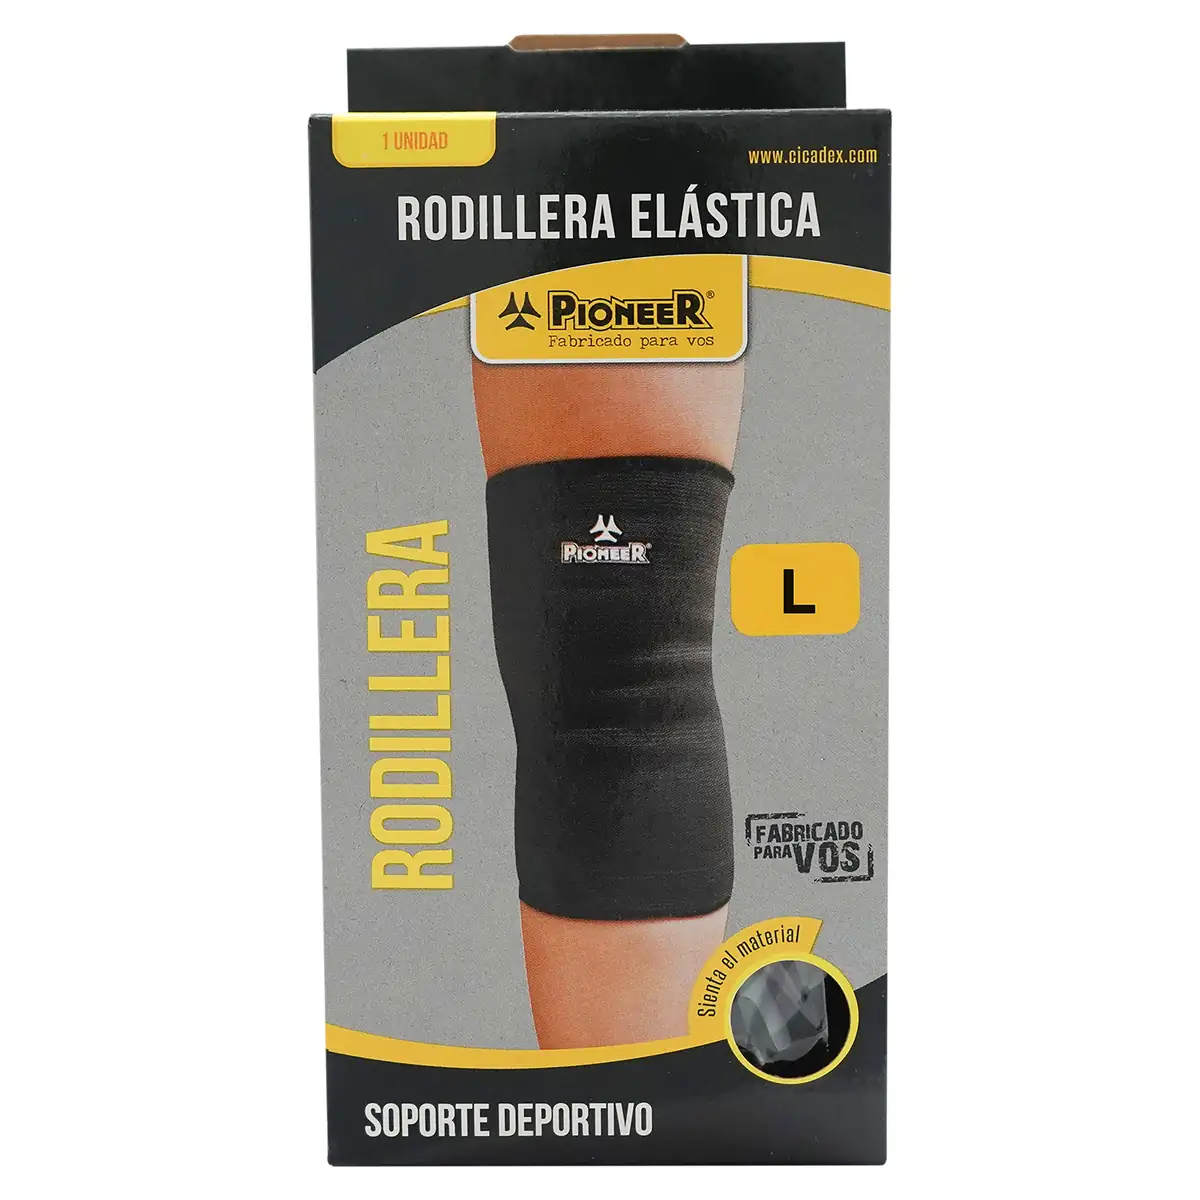 1 UNIDAD
www.cicadex.com
RODILLERA ELÁSTICA
PIONEER®
Fabricado para vos
PIONEER®
L
RODILLERA
FABRICADO
PARA VOS
Sienta el material
SOPORTE DEPORTIVO